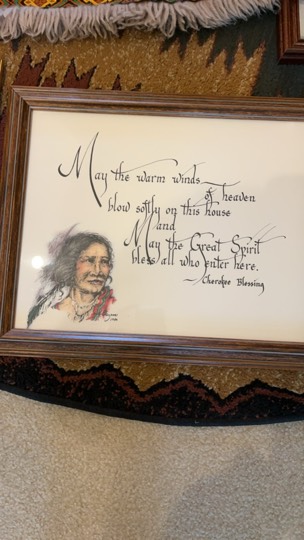 May the warm winds
of heaven
blow softly on this house
and
May the Great Spirit
bless all who enter here.
~Cherokee Blessing